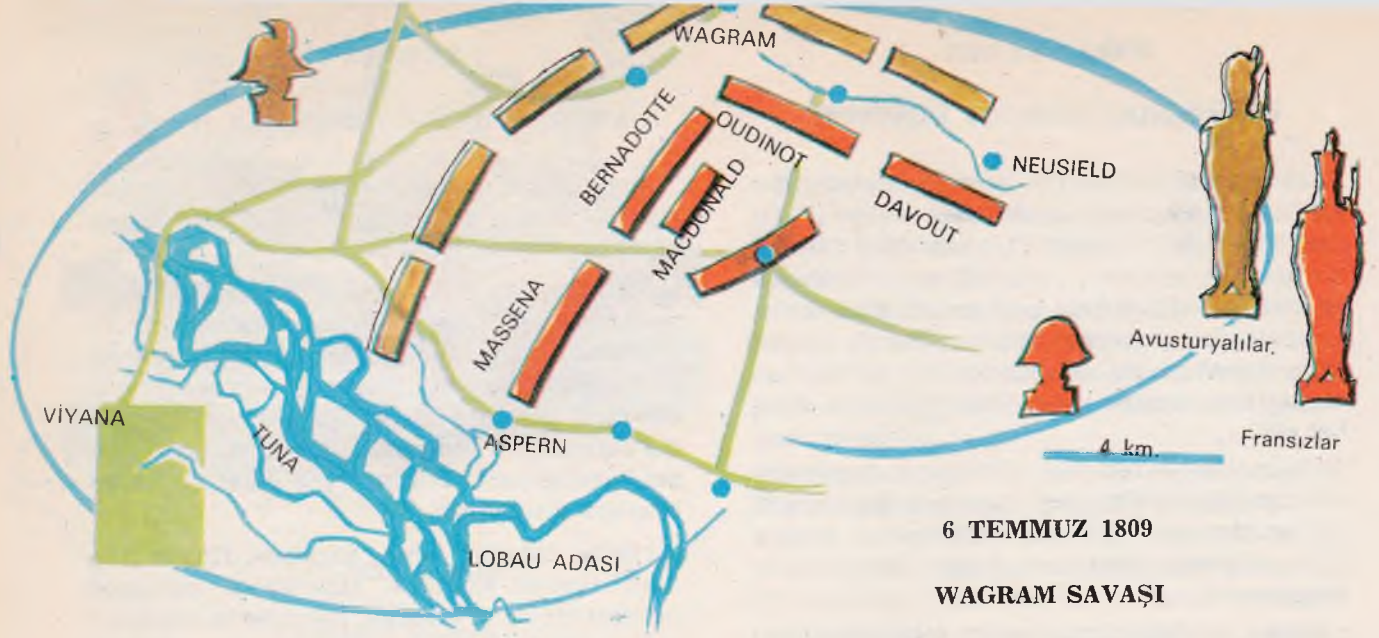 WAGRAM
BERNADOTTE
OUDINOT
MACDONALD
NEUSIELD
DAVOUT
MASSENA
Avusturyalılar.
VİYANA
TUNA
ASPERN
4 km.
Fransızlar
LOBAU ADASI
6 TEMMUZ 1809
WAGRAM SAVAŞI